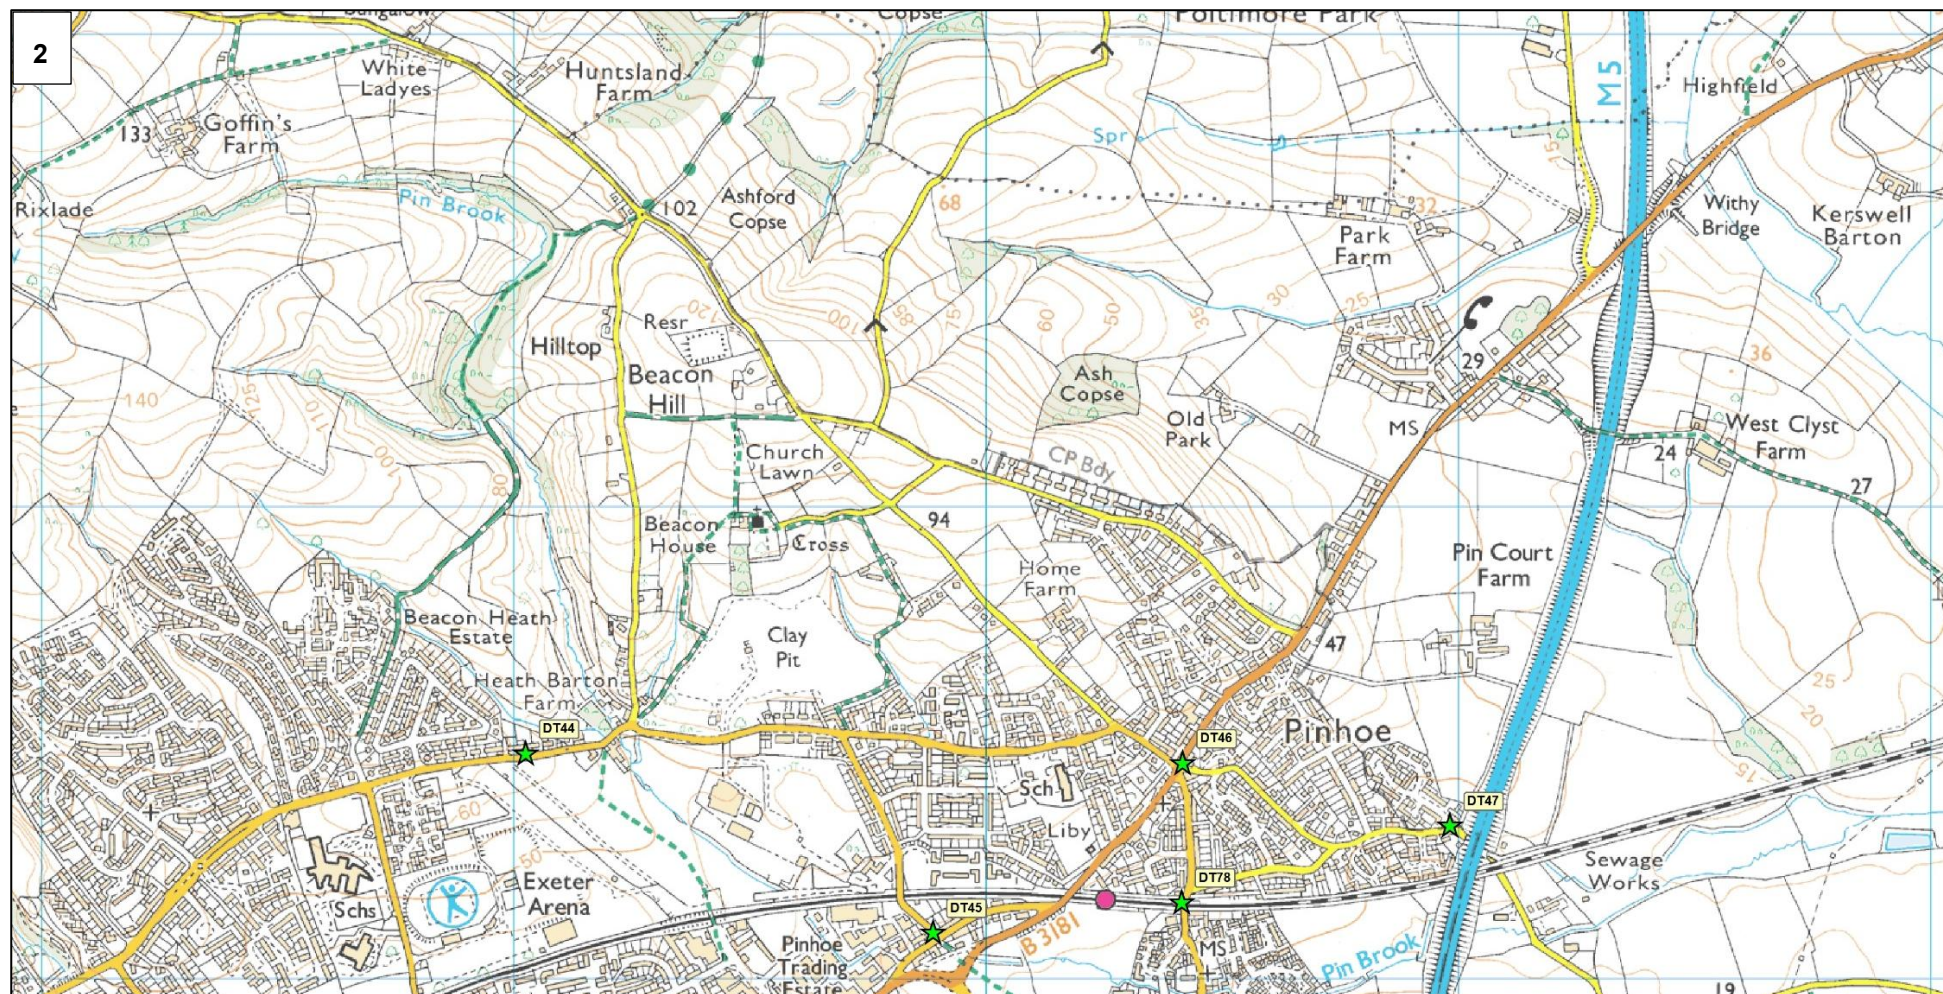 2
Bungalow
Copse
Poltimore Park
White
Ladyes
Huntsland
Farm
M5
Highfield
133
Goffin's
Farm
Spr
15
Rixlade
Pin Brook
102
Ashford
Copse
68
32
Park
Farm
Withy
Bridge
Kerswell
Barton
Resr
120
100
85
75
60
50
35
30
25
Hilltop
Beacon
Hill
29
36
140
125
110
Ash
Copse
Old
Park
MS
West Clyst
Farm
24
27
100
80
Church
Lawn
CP Bdy
Beacon
House
Cross
94
Home
Farm
Pin Court
Farm
Beacon Heath
Estate
Clay
Pit
47
Heath Barton
Farm
25
20
15
DT44
DT46
Pinhoe
60
Sch
Liby
DT47
50
Exeter
Arena
Schs
DT78
Sewage
Works
DT45
B 3181
MS
Pin Brook
Pinhoe
Trading
Estate
19